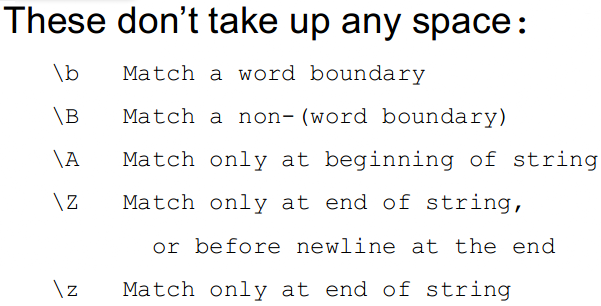 These don’t take up any space:
\b Match a word boundary
\B Match a non-(word boundary)
\A Match only at beginning of string
\Z Match only at end of string,
or before newline at the end
\z Match only at end of string